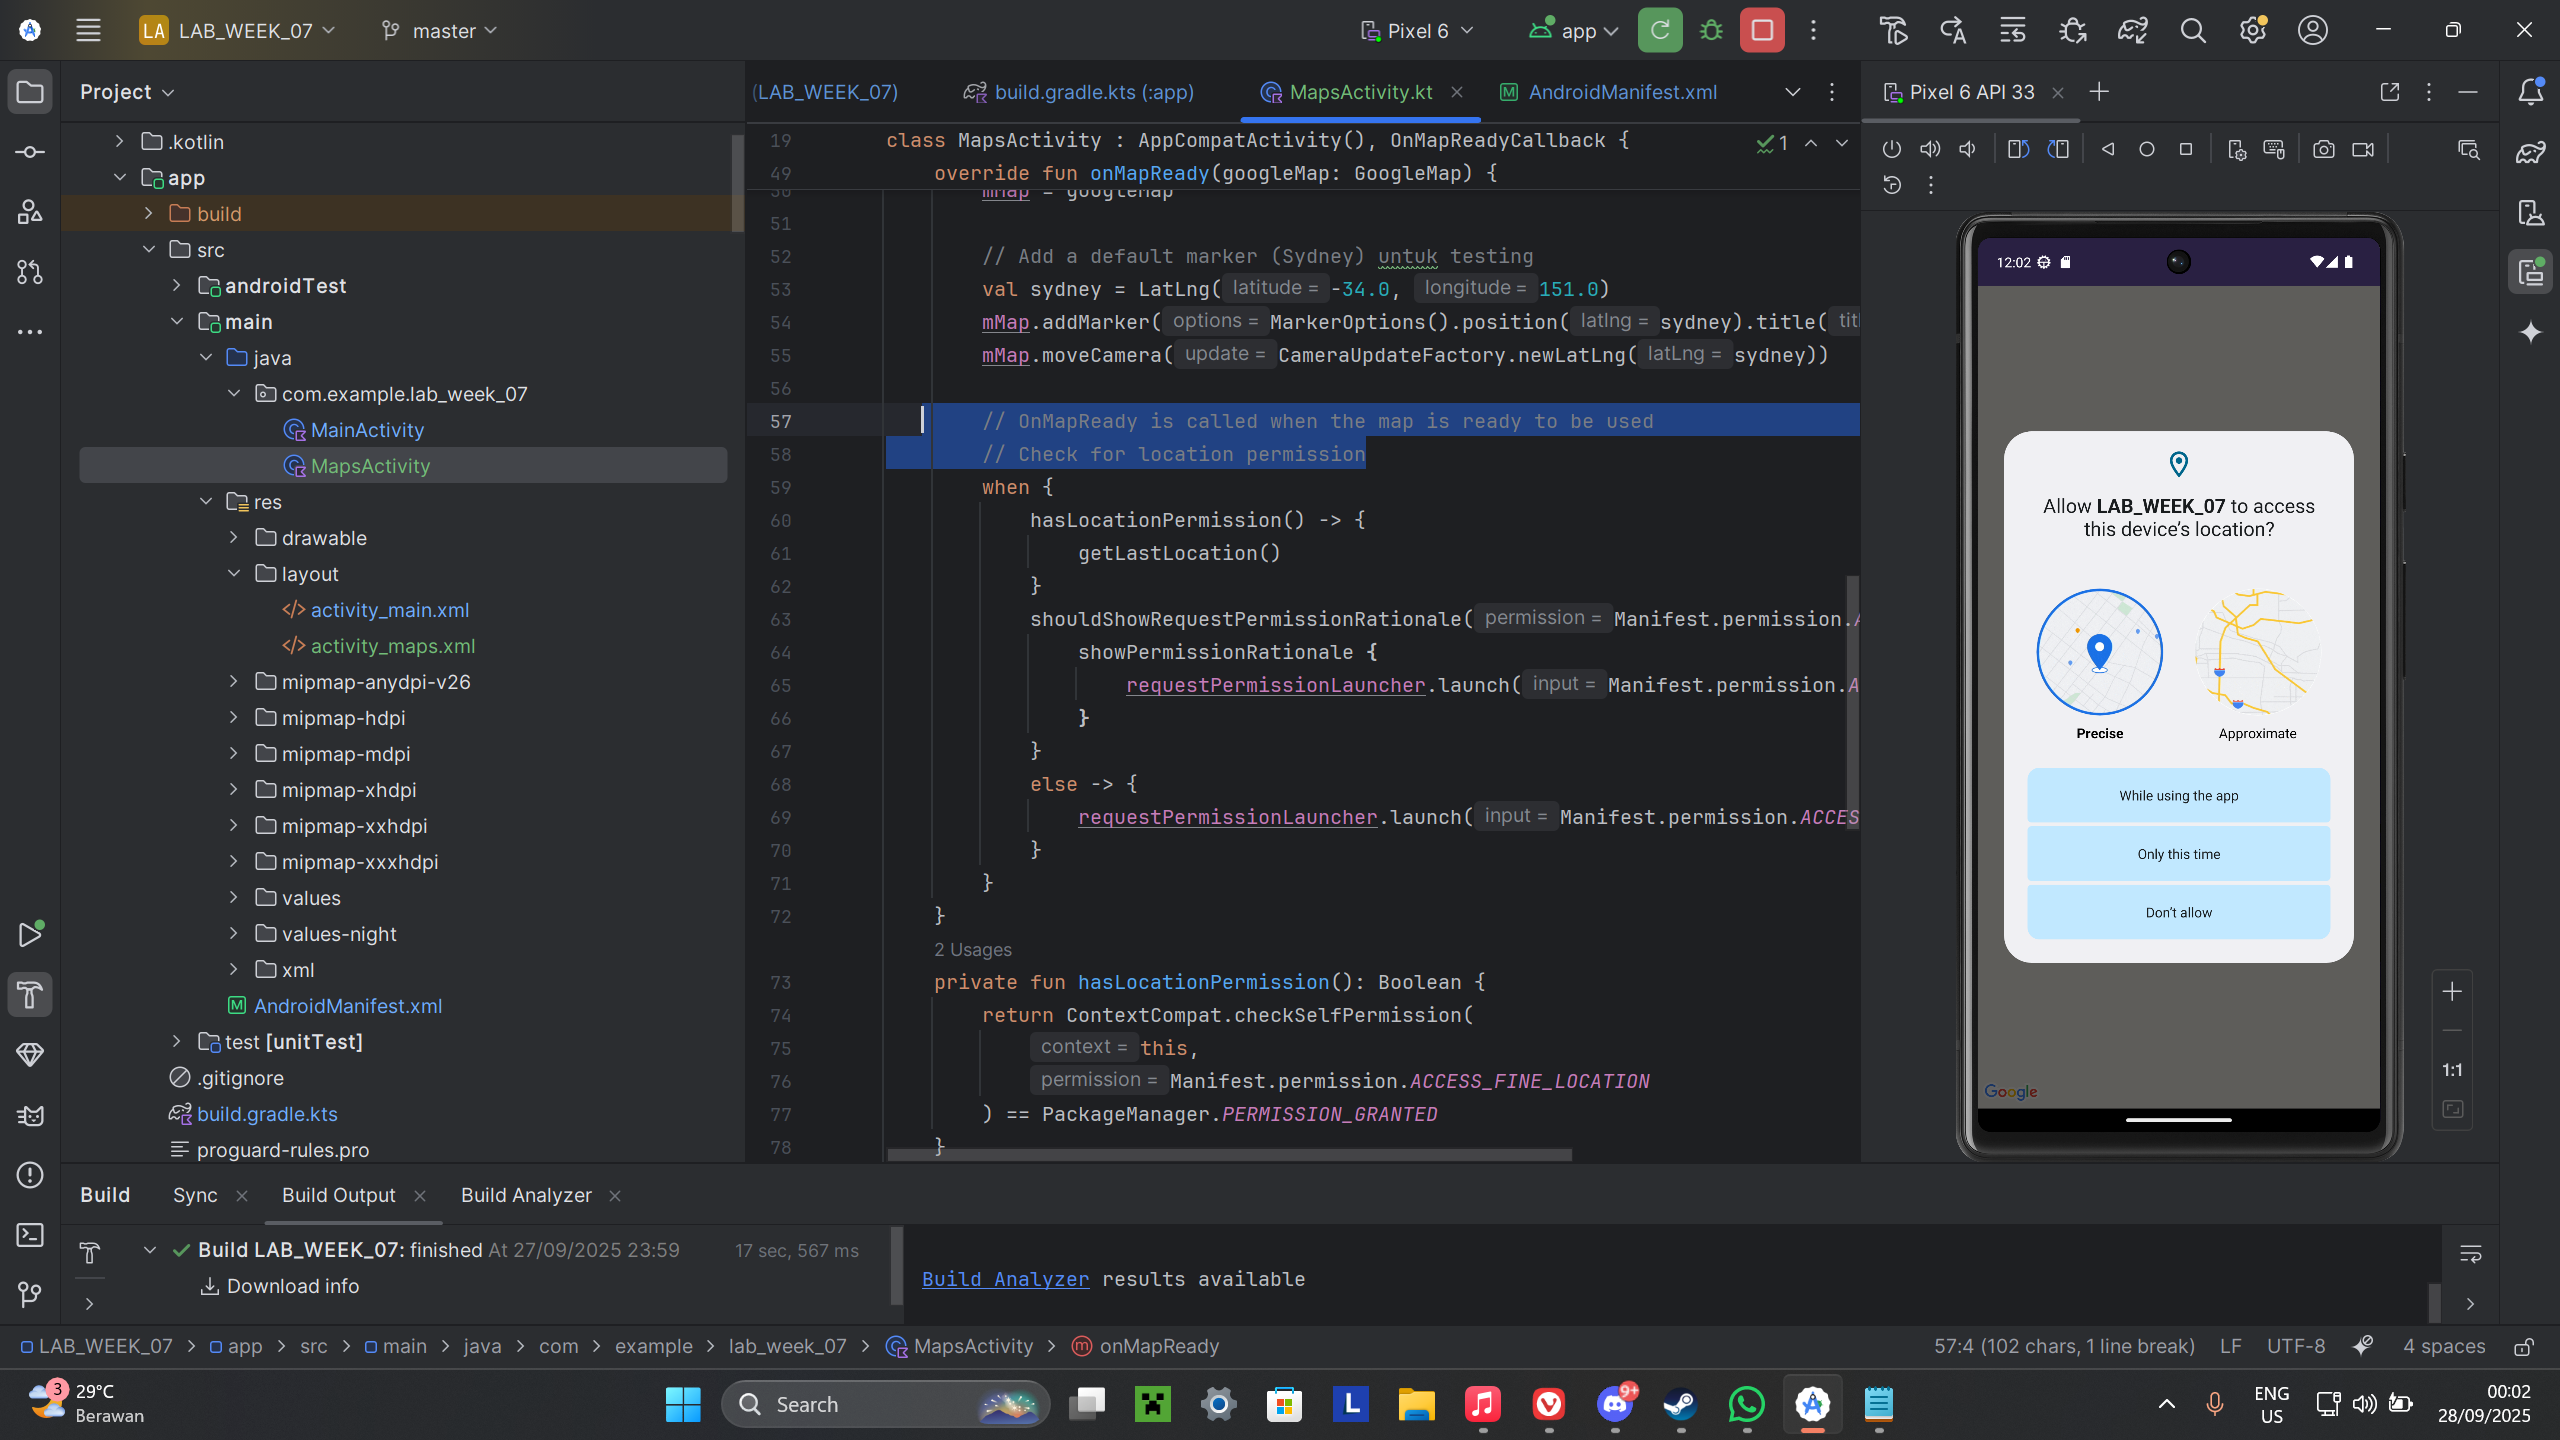 LA LAB_WEEK_07 master Pixel 6 app
Project
.kotlin
app
build
src
androidTest
main
java
com.example.lab_week_07
MainActivity
MapsActivity
res
drawable
layout
activity_main.xml
activity_maps.xml
mipmap-anydpi-v26
mipmap-hdpi
mipmap-mdpi
mipmap-xhdpi
mipmap-xxhdpi
mipmap-xxxhdpi
values
values-night
xml
AndroidManifest.xml
test [unitTest]
.gitignore
build.gradle.kts
proguard-rules.pro
(LAB_WEEK_07) build.gradle.kts (:app) MapsActivity.kt AndroidManifest.xml
1
19 class MapsActivity : AppCompatActivity(), OnMapReadyCallback {
49 override fun onMapReady(googleMap: GoogleMap) {
50 mMap = googleMap
51
52 // Add a default marker (Sydney) untuk testing
53 val sydney = LatLng( latitude = -34.0, longitude = 151.0)
54 mMap.addMarker( options = MarkerOptions().position( latlng = sydney).title(
55 mMap.moveCamera( update = CameraUpdateFactory.newLatLng( latLng = sydney))
56
57 // OnMapReady is called when the map is ready to be used
58 // Check for location permission
59 when {
60 hasLocationPermission() -> {
61 getLastLocation()
62 }
63 shouldShowRequestPermissionRationale( permission = Manifest.permission.
64 showPermissionRationale {
65 requestPermissionLauncher.launch( input = Manifest.permission.A
66 }
67 }
68 else -> {
69 requestPermissionLauncher.launch( input = Manifest.permission.ACCES
70 }
71 }
72 }
2 Usages
73 private fun hasLocationPermission(): Boolean {
74 return ContextCompat.checkSelfPermission(
75 context = this,
76 permission = Manifest.permission.ACCESS_FINE_LOCATION
77 ) == PackageManager.PERMISSION_GRANTED
78 }
Pixel 6 API 33
12:02
Allow LAB_WEEK_07 to access
this device's location?
Precise Approximate
While using the app
Only this time
Don't allow
Google
1:1
Build Sync Build Output Build Analyzer
Build LAB_WEEK_07: finished At 27/09/2025 23:59 17 sec, 567 ms
Download info
Build Analyzer results available
LAB_WEEK_07 > app > src > main > java > com > example > lab_week_07 > MapsActivity > onMapReady
57:4 (102 chars, 1 line break) LF UTF-8 4 spaces
3 29°C
Berawan
Search
L
9+
ENG
US
00:02
28/09/2025